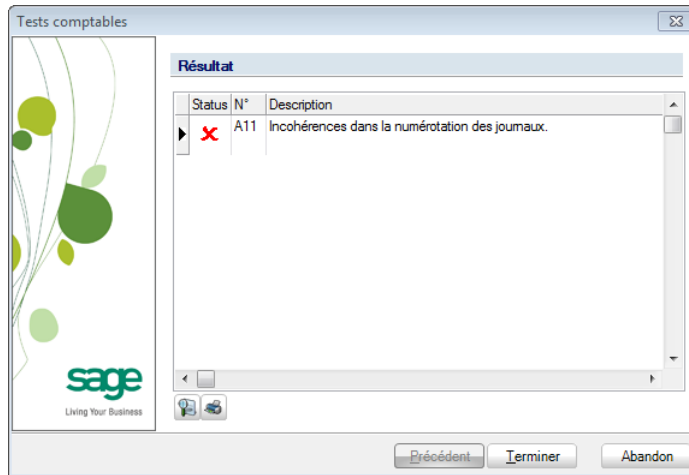 Tests comptables
Résultat
Status N° Description
A11 Incohérences dans la numérotation des journaux.
sage
Living Your Business
Précédent Terminer Abandon